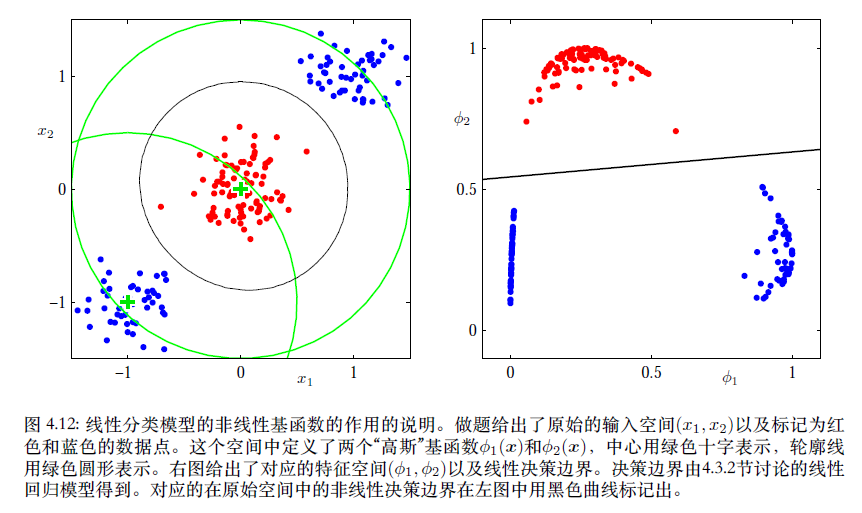 1
x₂
0
−1
−1
0
x₁
1
1
ϕ₂
0.5
0
0
0.5
ϕ₁
1
图 4.12: 线性分类模型的非线性基函数的作用的说明。做题给出了原始的输入空间(x₁, x₂)以及标记为红
色和蓝色的数据点。这个空间中定义了两个“高斯”基函数ϕ₁(x)和ϕ₂(x)，中心用绿色十字表示，轮廓线
用绿色圆形表示。右图给出了对应的特征空间(ϕ₁, ϕ₂)以及线性决策边界。决策边界由4.3.2节讨论的线性
回归模型得到。对应的在原始空间中的非线性决策边界在左图中用黑色曲线标记出。